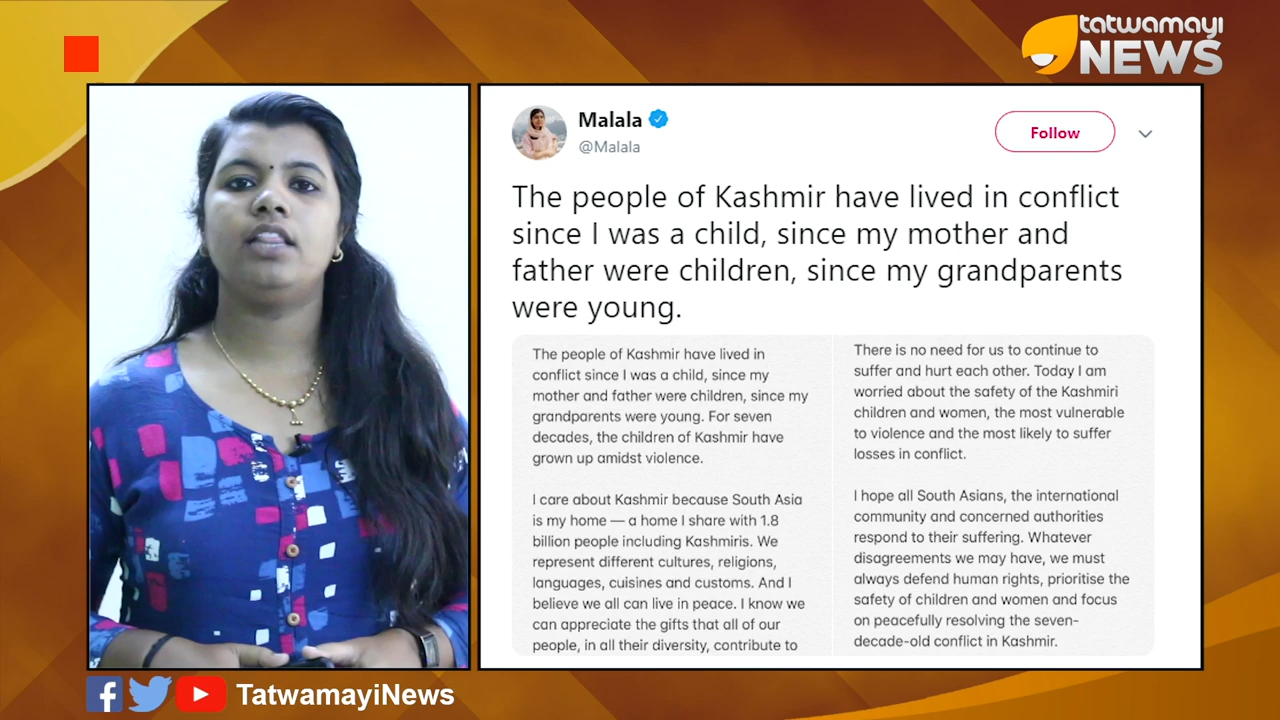 tatwamayi
NEWS
Malala
@Malala
Follow
The people of Kashmir have lived in conflict
since I was a child, since my mother and
father were children, since my grandparents
were young.
The people of Kashmir have lived in
conflict since I was a child, since my
mother and father were children, since my
grandparents were young. For seven
decades, the children of Kashmir have
grown up amidst violence.
I care about Kashmir because South Asia
is my home — a home I share with 1.8
billion people including Kashmiris. We
represent different cultures, religions,
languages, cuisines and customs. And I
believe we all can live in peace. I know we
can appreciate the gifts that all of our
people, in all their diversity, contribute to
There is no need for us to continue to
suffer and hurt each other. Today I am
worried about the safety of the Kashmiri
children and women, the most vulnerable
to violence and the most likely to suffer
losses in conflict.
I hope all South Asians, the international
community and concerned authorities
respond to their suffering. Whatever
disagreements we may have, we must
always defend human rights, prioritise the
safety of children and women and focus
on peacefully resolving the seven-
decade-old conflict in Kashmir.
TatwamayiNews